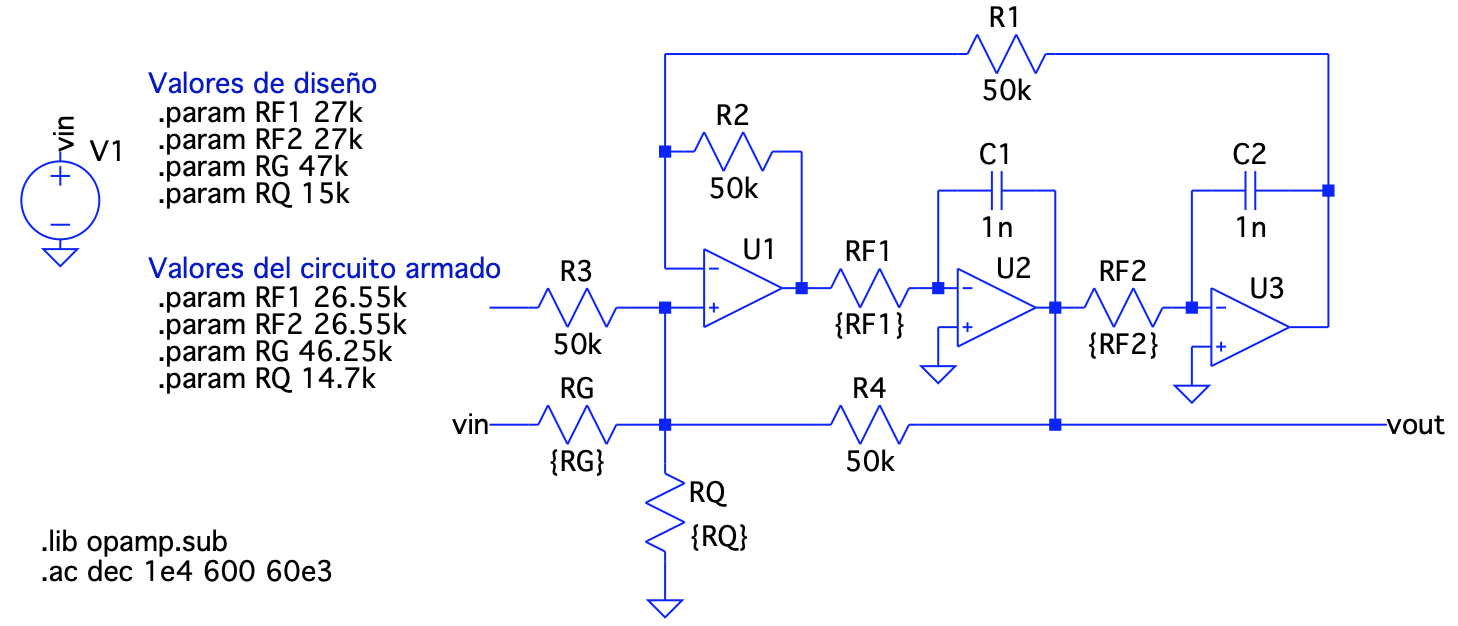 Valores de diseño
.param RF1 27k
.param RF2 27k
.param RG 47k
.param RQ 15k
vin
V1
+
−
Valores del circuito armado
.param RF1 26.55k
.param RF2 26.55k
.param RG 46.25k
.param RQ 14.7k
R1
50k
R2
50k
C1
1n
C2
1n
R3
50k
U1
−
+
RF1
{RF1}
U2
−
+
RF2
{RF2}
U3
−
+
vin
RG
{RG}
R4
50k
vout
RQ
{RQ}
.lib opamp.sub
.ac dec 1e4 600 60e3